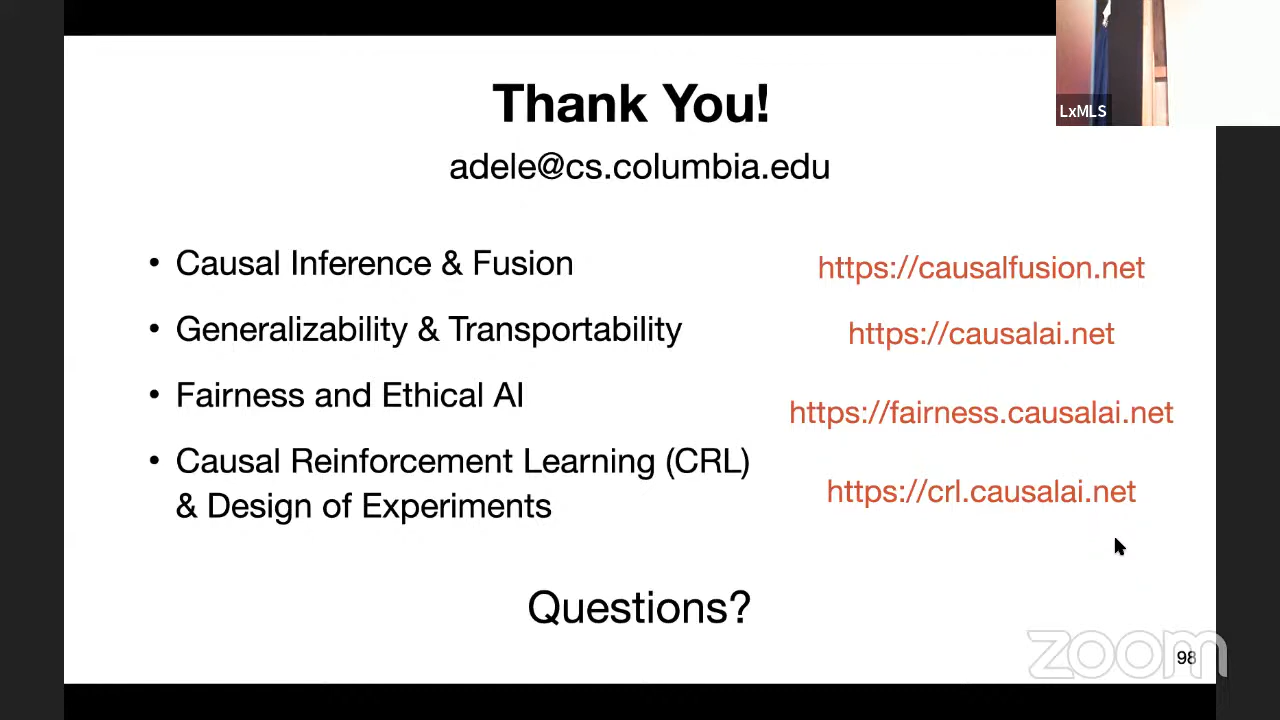 LxMLS
Thank You!
adele@cs.columbia.edu
• Causal Inference & Fusion
https://causalfusion.net
• Generalizability & Transportability
https://causalai.net
• Fairness and Ethical AI
https://fairness.causalai.net
• Causal Reinforcement Learning (CRL)
& Design of Experiments
https://crl.causalai.net
Questions?
zoom
98